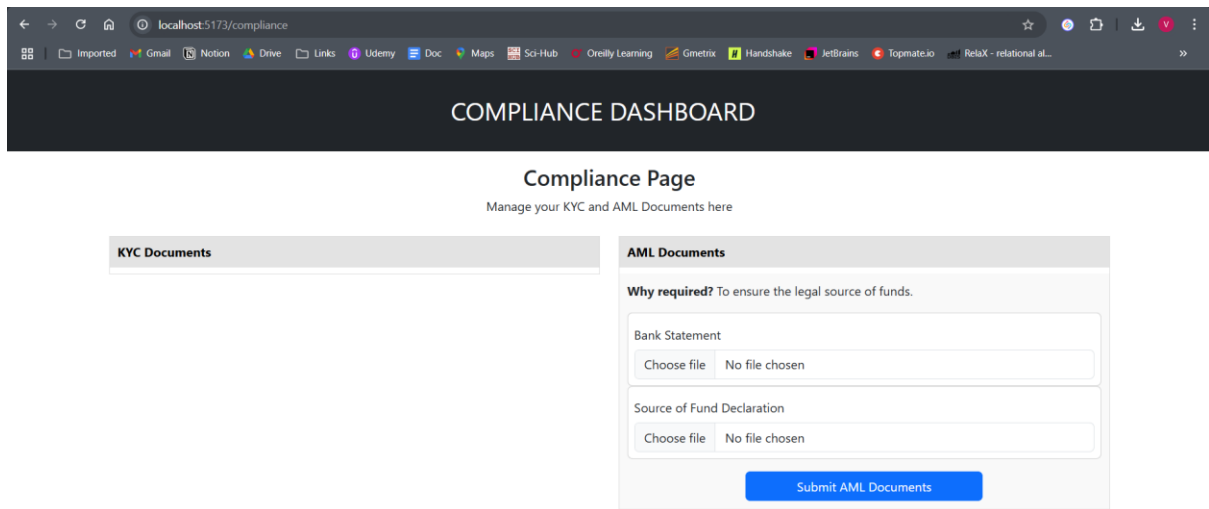 localhost:5173/compliance
V
Imported Gmail Notion Drive Links Udemy Doc Maps Sci-Hub Oreilly Learning Gmetrix Handshake JetBrains Topmate.io RelaX - relational al...
COMPLIANCE DASHBOARD
Compliance Page
Manage your KYC and AML Documents here
KYC Documents
AML Documents
Why required? To ensure the legal source of funds.
Bank Statement
Choose file No file chosen
Source of Fund Declaration
Choose file No file chosen
Submit AML Documents